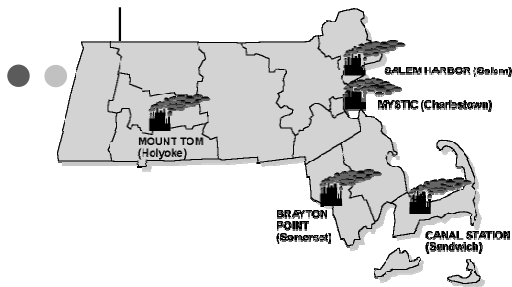 SALEM HARBOR (Salem)
MYSTIC (Charlestown)
MOUNT TOM
(Holyoke)
BRAYTON
POINT
(Somerset)
CANAL STATION
(Sandwich)